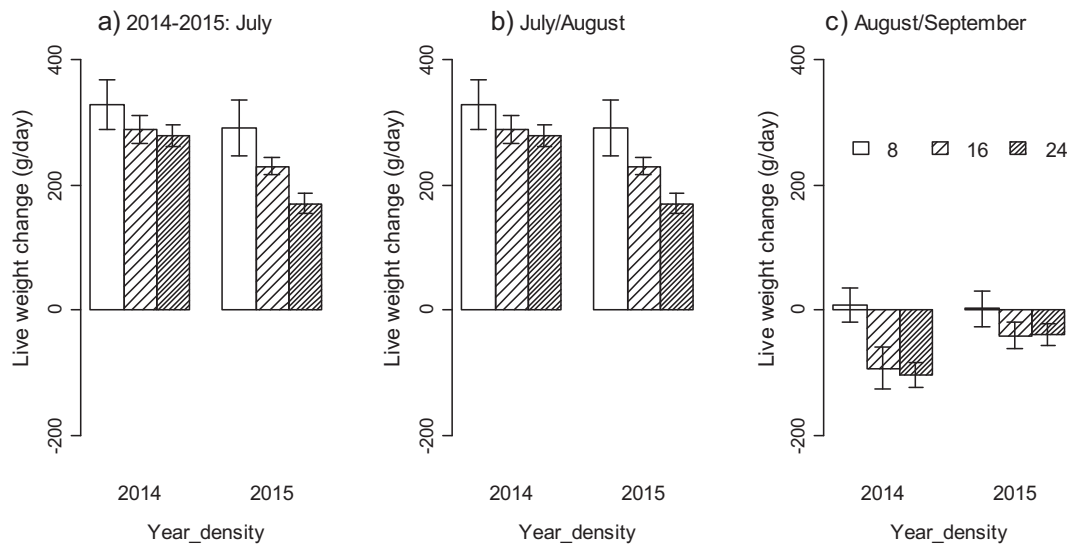 a) 2014-2015: July
b) July/August
c) August/September
Live weight change (g/day)
400
200
0
-200
2014
2015
Year_density
Live weight change (g/day)
400
200
0
-200
2014
2015
Year_density
Live weight change (g/day)
400
200
0
-200
8 16 24
2014
2015
Year_density